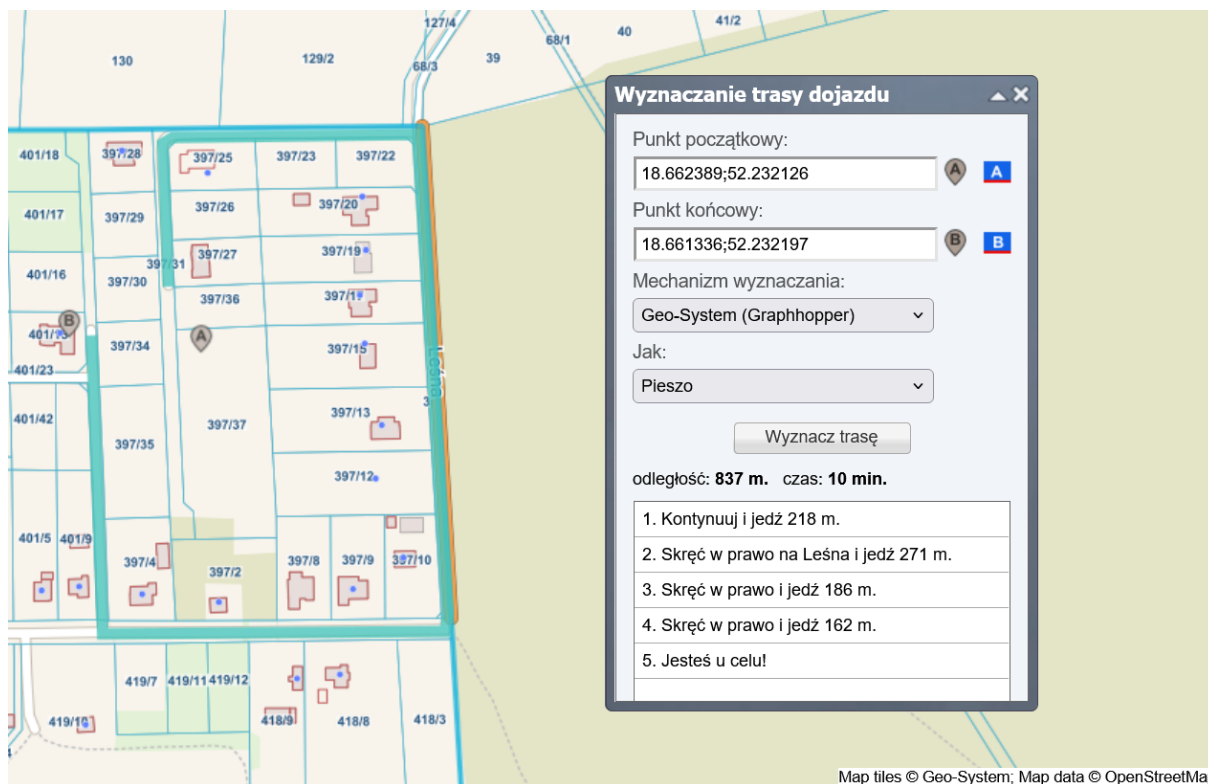 127/4
41/2
40
68/1
130
129/2
68/3
39
401/18
397/28
397/25
397/23
397/22
401/17
397/29
397/26
397/20
397/19
397/27
397/31
401/16
397/30
397/36
B
A
397/34
397/15
401/23
Leśna
401/42
397/13
397/37
397/35
397/12
401/5
401/9
397/4
397/2
397/8
397/9
397/10
419/7
419/11
419/12
418/9
418/8
418/3
Wyznaczanie trasy dojazdu
Punkt początkowy:
18.662389;52.232126
A
A
Punkt końcowy:
18.661336;52.232197
B
B
Mechanizm wyznaczania:
Geo-System (Graphhopper)
Jak:
Pieszo
Wyznacz trasę
odległość: 837 m. czas: 10 min.
1. Kontynuuj i jedź 218 m.
2. Skręć w prawo na Leśna i jedź 271 m.
3. Skręć w prawo i jedź 186 m.
4. Skręć w prawo i jedź 162 m.
5. Jesteś u celu!
Map tiles © Geo-System; Map data © OpenStreetMa